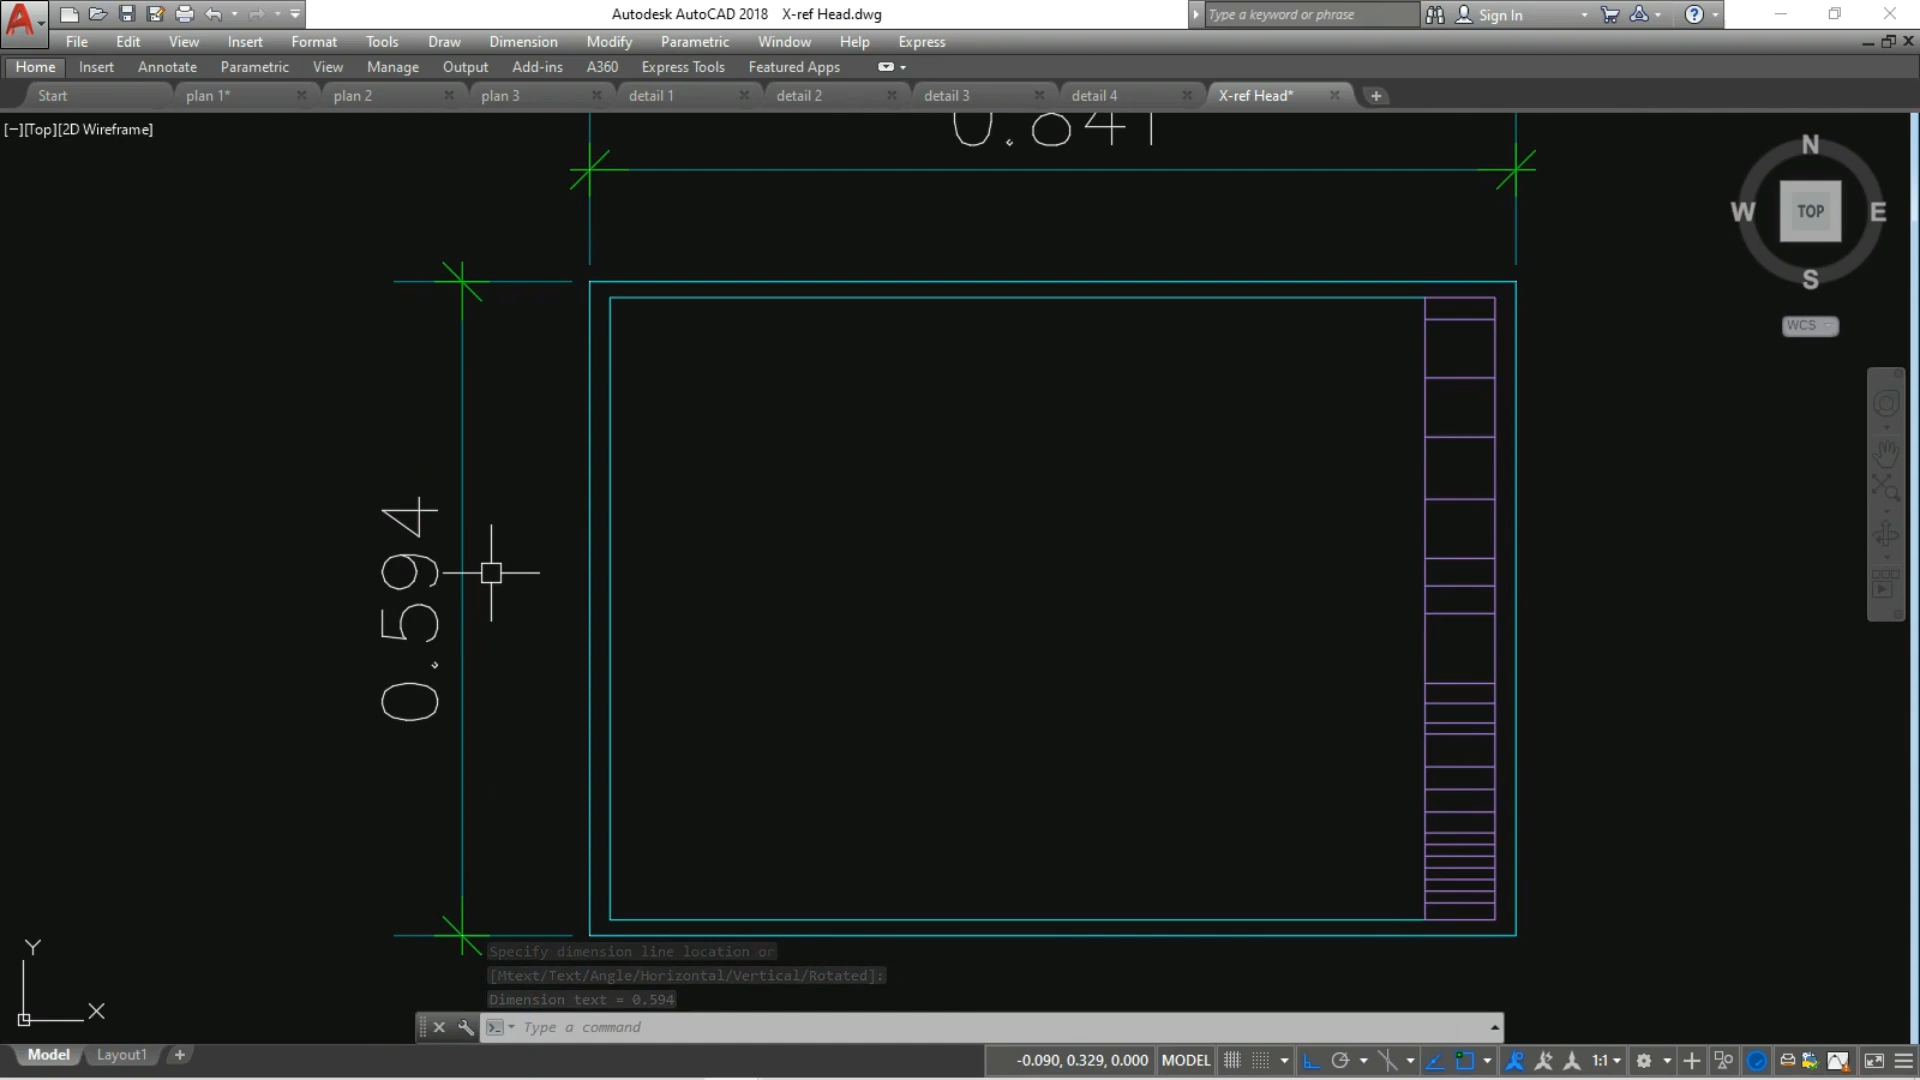 Autodesk AutoCAD 2018 X-ref Head.dwg
Type a keyword or phrase
Sign In
File Edit View Insert Format Tools Draw Dimension Modify Parametric Window Help Express
Home Insert Annotate Parametric View Manage Output Add-ins A360 Express Tools Featured Apps
Start plan 1* plan 2 plan 3 detail 1 detail 2 detail 3 detail 4 X-ref Head*
[−][Top][2D Wireframe]
0.841
N
W TOP E
S
WCS
0.594
Y
X
Specify dimension line location or
[Mtext/Text/Angle/Horizontal/Vertical/Rotated]:
Dimension text = 0.594
Type a command
Model Layout1
-0.090, 0.329, 0.000 MODEL 1:1